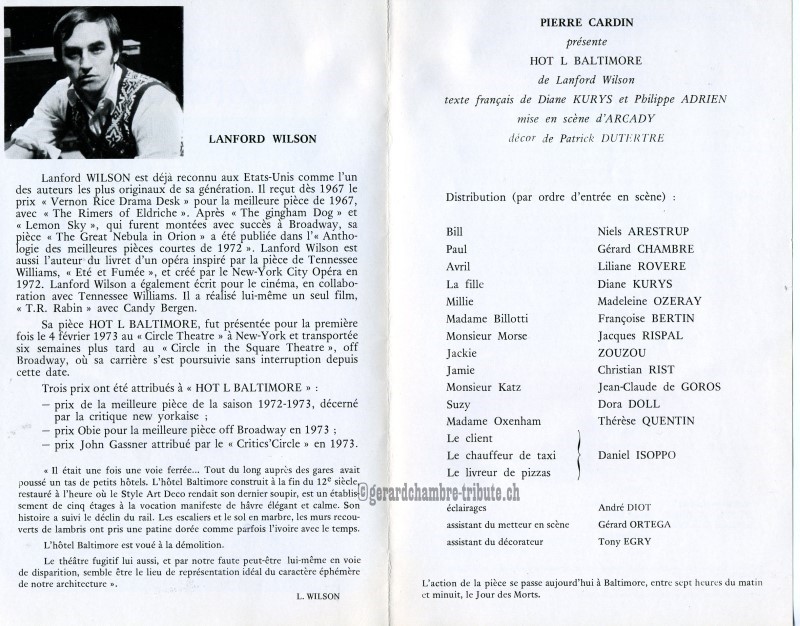 LANFORD WILSON
Lanford WILSON est déjà reconnu aux Etats-Unis comme l'un
des auteurs les plus originaux de sa génération. Il reçut dès 1967 le
prix « Vernon Rice Drama Desk » pour la meilleure pièce de 1967,
avec « The Rimers of Eldriche ». Après « The gingham Dog » et
« Lemon Sky », qui furent montées avec succès à Broadway, sa
pièce « The Great Nebula in Orion » a été publiée dans l'« Antho-
logie des meilleures pièces courtes de 1972 ». Lanford Wilson est
aussi l'auteur du livret d'un opéra inspiré par la pièce de Tennessee
Williams, « Eté et Fumée », et créé par le New-York City Opéra en
1972. Lanford Wilson a également écrit pour le cinéma, en collabo-
ration avec Tennessee Williams. Il a réalisé lui-même un seul film,
« T.R. Rabin » avec Candy Bergen.
Sa pièce HOT L BALTIMORE, fut présentée pour la première
fois le 4 février 1973 au « Circle Theatre » à New-York et transportée
six semaines plus tard au « Circle in the Square Theatre », off
Broadway, où sa carrière s'est poursuivie sans interruption depuis
cette date.
Trois prix ont été attribués à « HOT L BALTIMORE » :
– prix de la meilleure pièce de la saison 1972-1973, décerné
par la critique new yorkaise ;
– prix Obie pour la meilleure pièce off Broadway en 1973 ;
– prix John Gassner attribué par le « Critics'Circle » en 1973.
« Il était une fois une voie ferrée... Tout du long auprès des gares avait
poussé un tas de petits hôtels. L'hôtel Baltimore construit à la fin du 12e siècle,
restauré à l'heure où le Style Art Deco rendait son dernier soupir, est un établis-
sement de cinq étages à la vocation manifeste de hâvre élégant et calme. Son
histoire a suivi le déclin du rail. Les escaliers et le sol en marbre, les murs recou-
verts de lambris ont pris une patine dorée comme parfois l'ivoire avec le temps.
L'hôtel Baltimore est voué à la démolition.
Le théâtre fugitif lui aussi, et par notre faute peut-être lui-même en voie
de disparition, semble être le lieu de représentation idéal du caractère éphémère
de notre architecture ».
L. WILSON
PIERRE CARDIN
présente
HOT L BALTIMORE
de Lanford Wilson
texte français de Diane KURYS et Philippe ADRIEN
mise en scène d'ARCADY
décor de Patrick DUTERTRE
Distribution (par ordre d'entrée en scène) :
Bill Niels ARESTRUP
Paul Gérard CHAMBRE
Avril Liliane ROVERE
La fille Diane KURYS
Millie Madeleine OZERAY
Madame Billotti Françoise BERTIN
Monsieur Morse Jacques RISPAL
Jackie ZOUZOU
Jamie Christian RIST
Monsieur Katz Jean-Claude de GOROS
Suzy Dora DOLL
Madame Oxenham Thérèse QUENTIN
Le client
Le chauffeur de taxi Daniel ISOPPO
Le livreur de pizzas
©gerardchambre-tribute.ch
éclairages André DIOT
assistant du metteur en scène Gérard ORTEGA
assistant du décorateur Tony EGRY
L'action de la pièce se passe aujourd'hui à Baltimore, entre sept heures du matin
et minuit, le Jour des Morts.